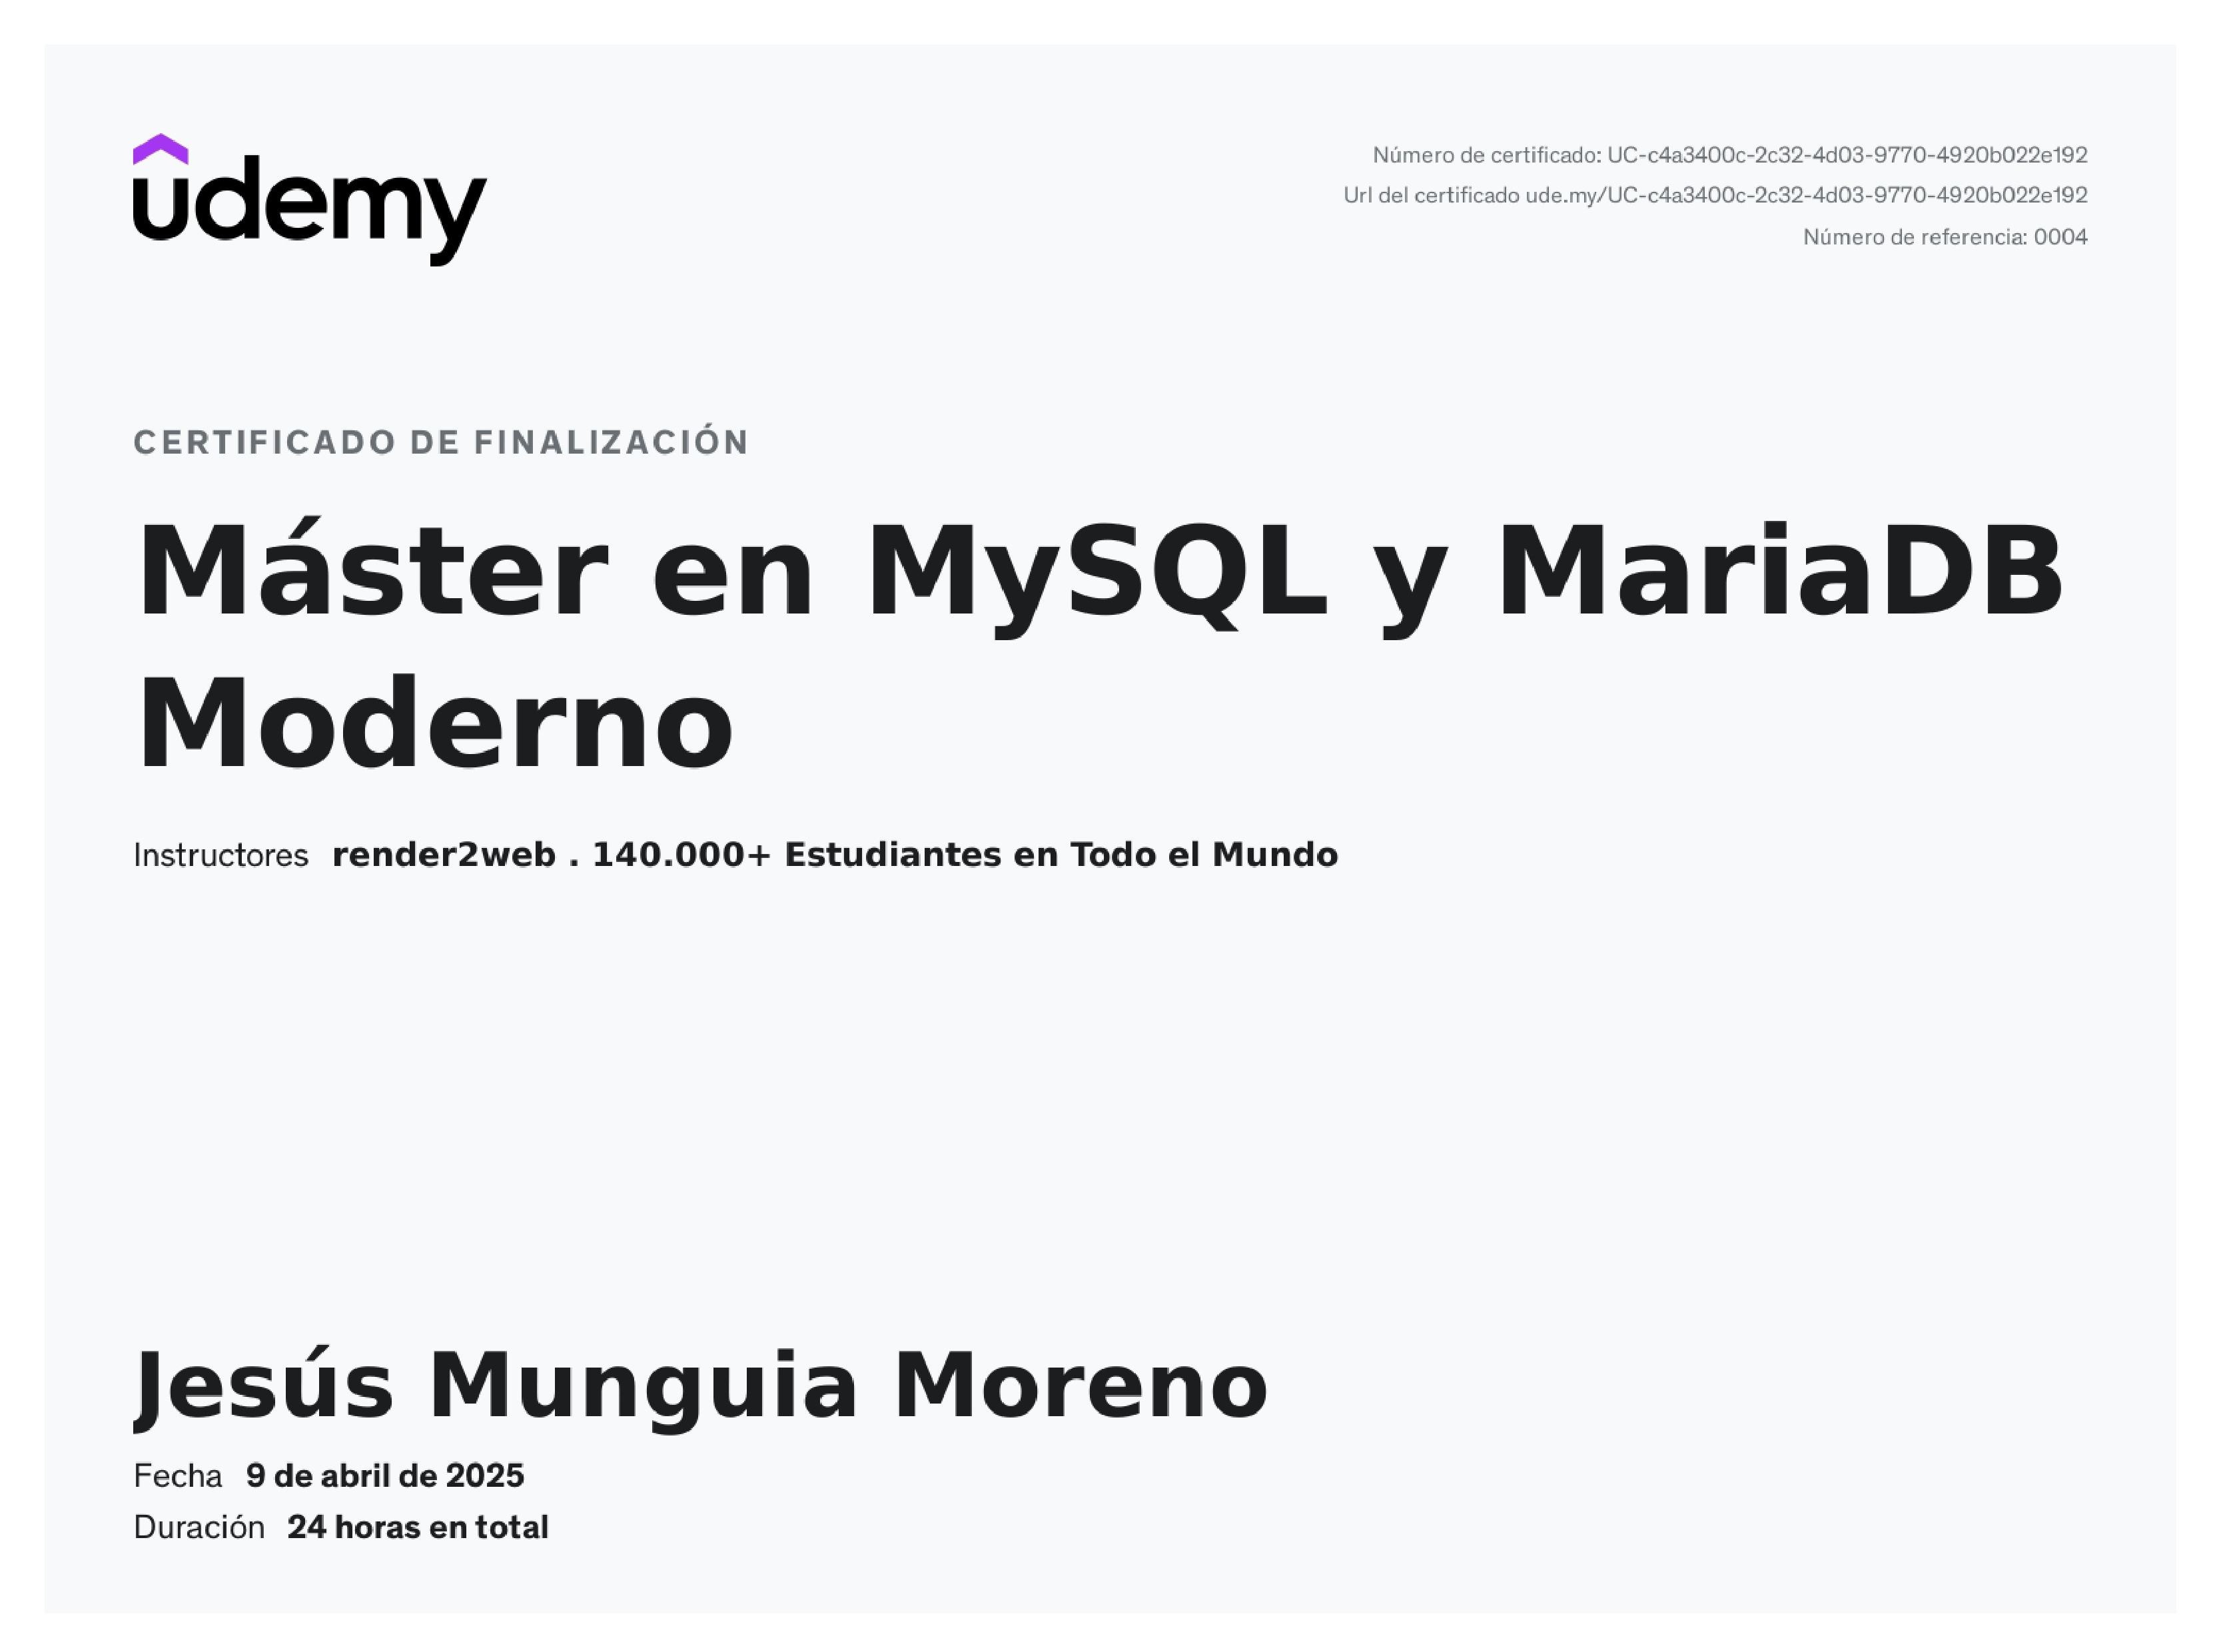 udemy
Número de certificado: UC-c4a3400c-2c32-4d03-9770-4920b022e192
Url del certificado ude.my/UC-c4a3400c-2c32-4d03-9770-4920b022e192
Número de referencia: 0004
CERTIFICADO DE FINALIZACIÓN
Máster en MySQL y MariaDB
Moderno
Instructores render2web . 140.000+ Estudiantes en Todo el Mundo
Jesús Munguia Moreno
Fecha 9 de abril de 2025
Duración 24 horas en total